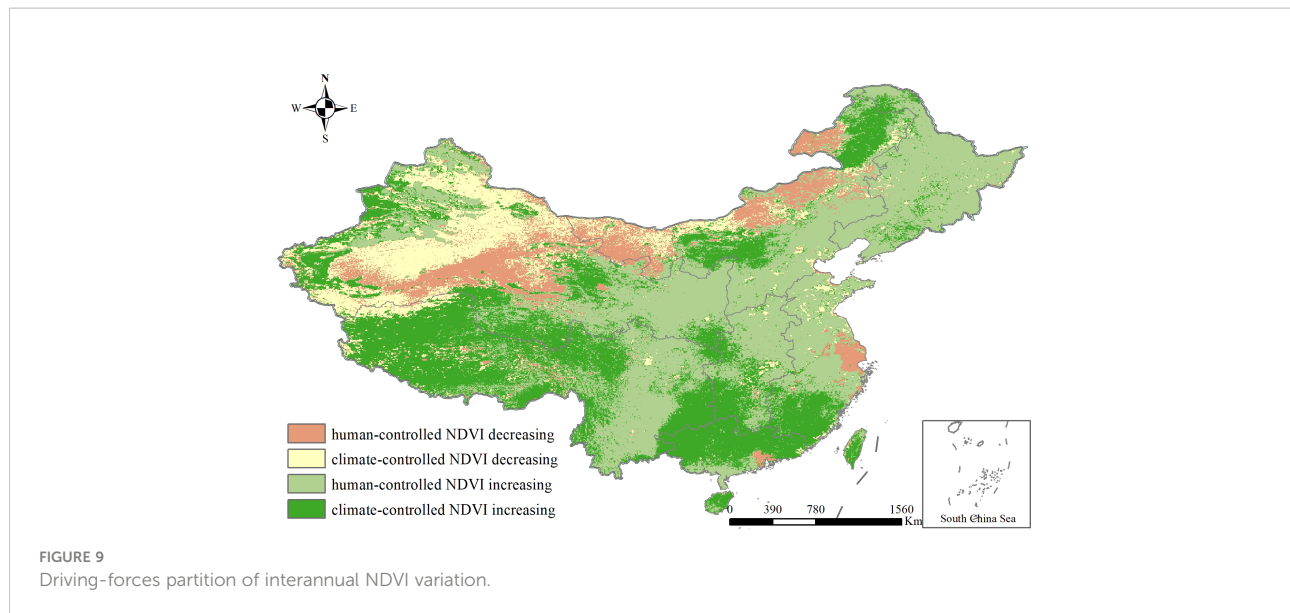 N
W E
S
human-controlled NDVI decreasing
climate-controlled NDVI decreasing
human-controlled NDVI increasing
climate-controlled NDVI increasing
0 390 780 1560
Km
South China Sea
FIGURE 9
Driving-forces partition of interannual NDVI variation.